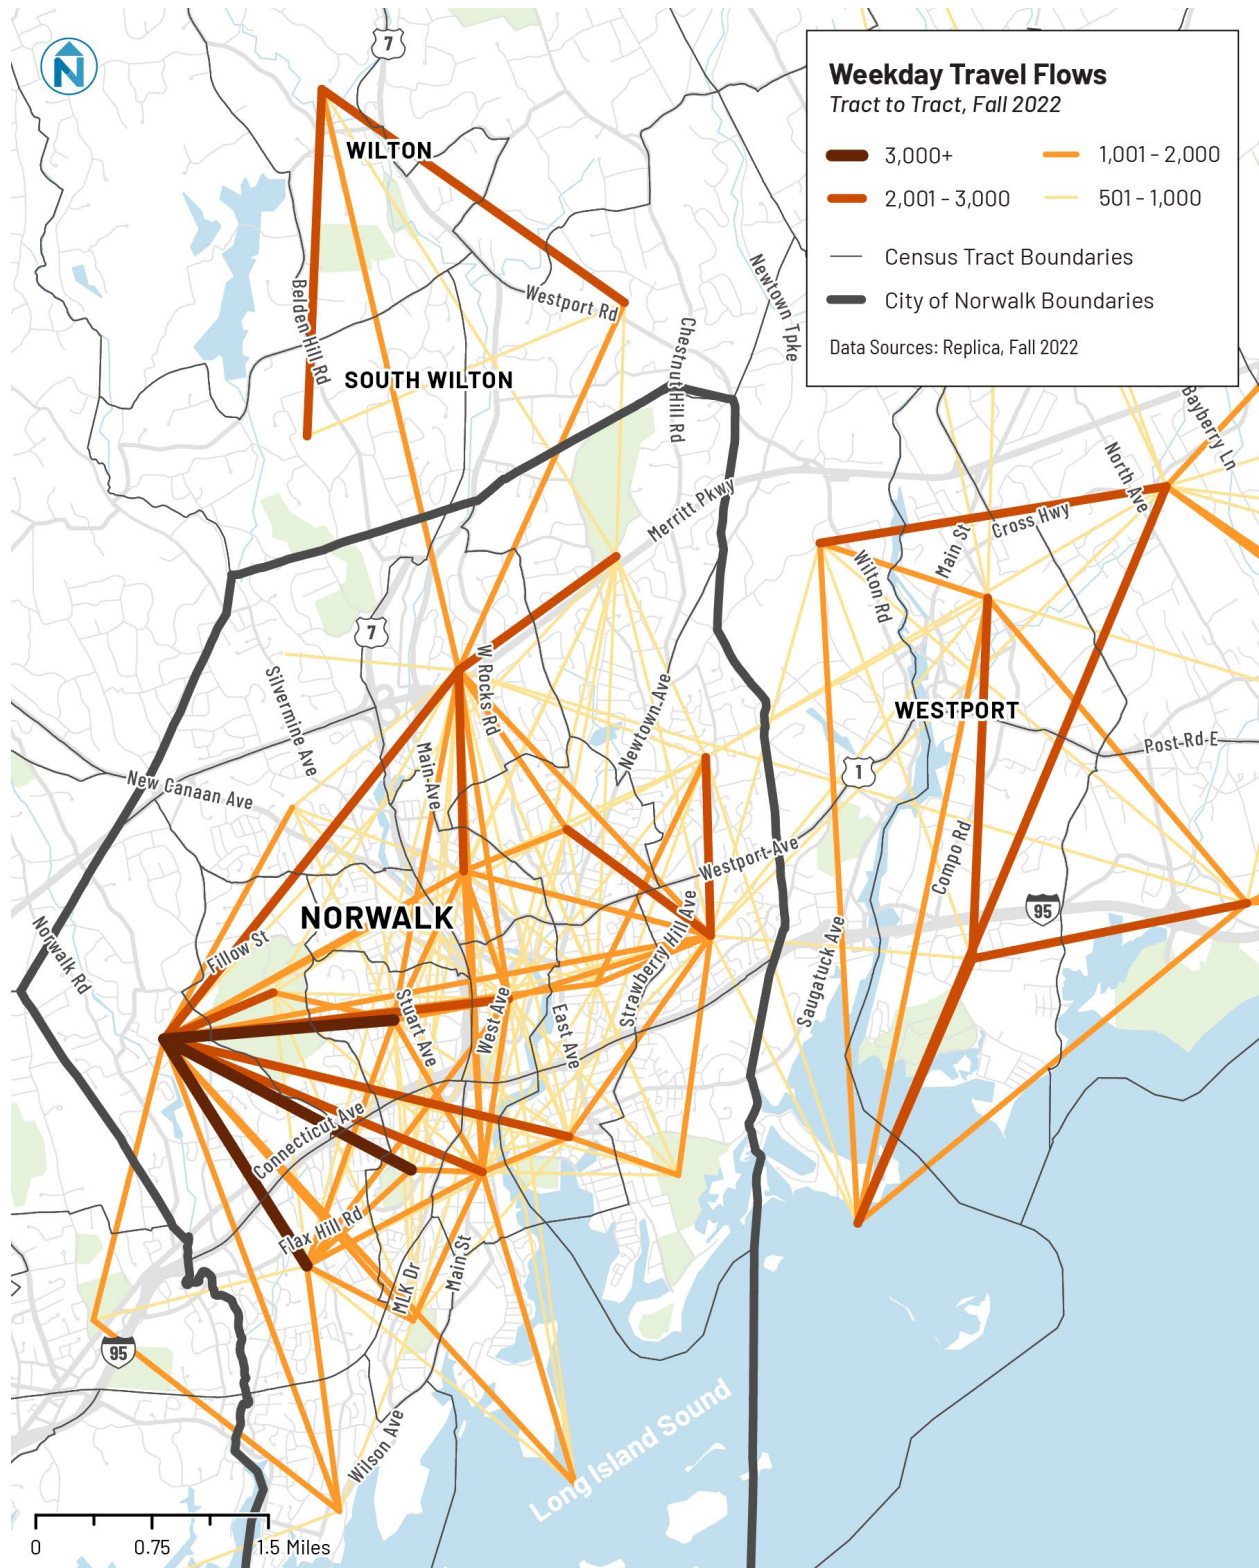 N
7
Weekday Travel Flows
Tract to Tract, Fall 2022
3,000+
1,001 - 2,000
2,001 - 3,000
501 - 1,000
Census Tract Boundaries
City of Norwalk Boundaries
Data Sources: Replica, Fall 2022
WILTON
Newtown Tpke
Westport Rd
Belden Hill Rd
Chestnut Hill Rd
SOUTH WILTON
Bayberry Ln
North Ave
Merritt Pkwy
Cross Hwy
Main St
Wilton Rd
7
W Rocks Rd
Silvermine Ave
Newtown Ave
WESTPORT
Main Ave
Post Rd E
1
New Canaan Ave
Westport Ave
Compo Rd
NORWALK
95
Fillow St
Norwalk Rd
Strawberry Hill Ave
Saugatuck Ave
Stuart Ave
West Ave
East Ave
Connecticut Ave
Flax Hill Rd
MLK Dr
Main St
95
Wilson Ave
Long Island Sound
0 0.75 1.5 Miles